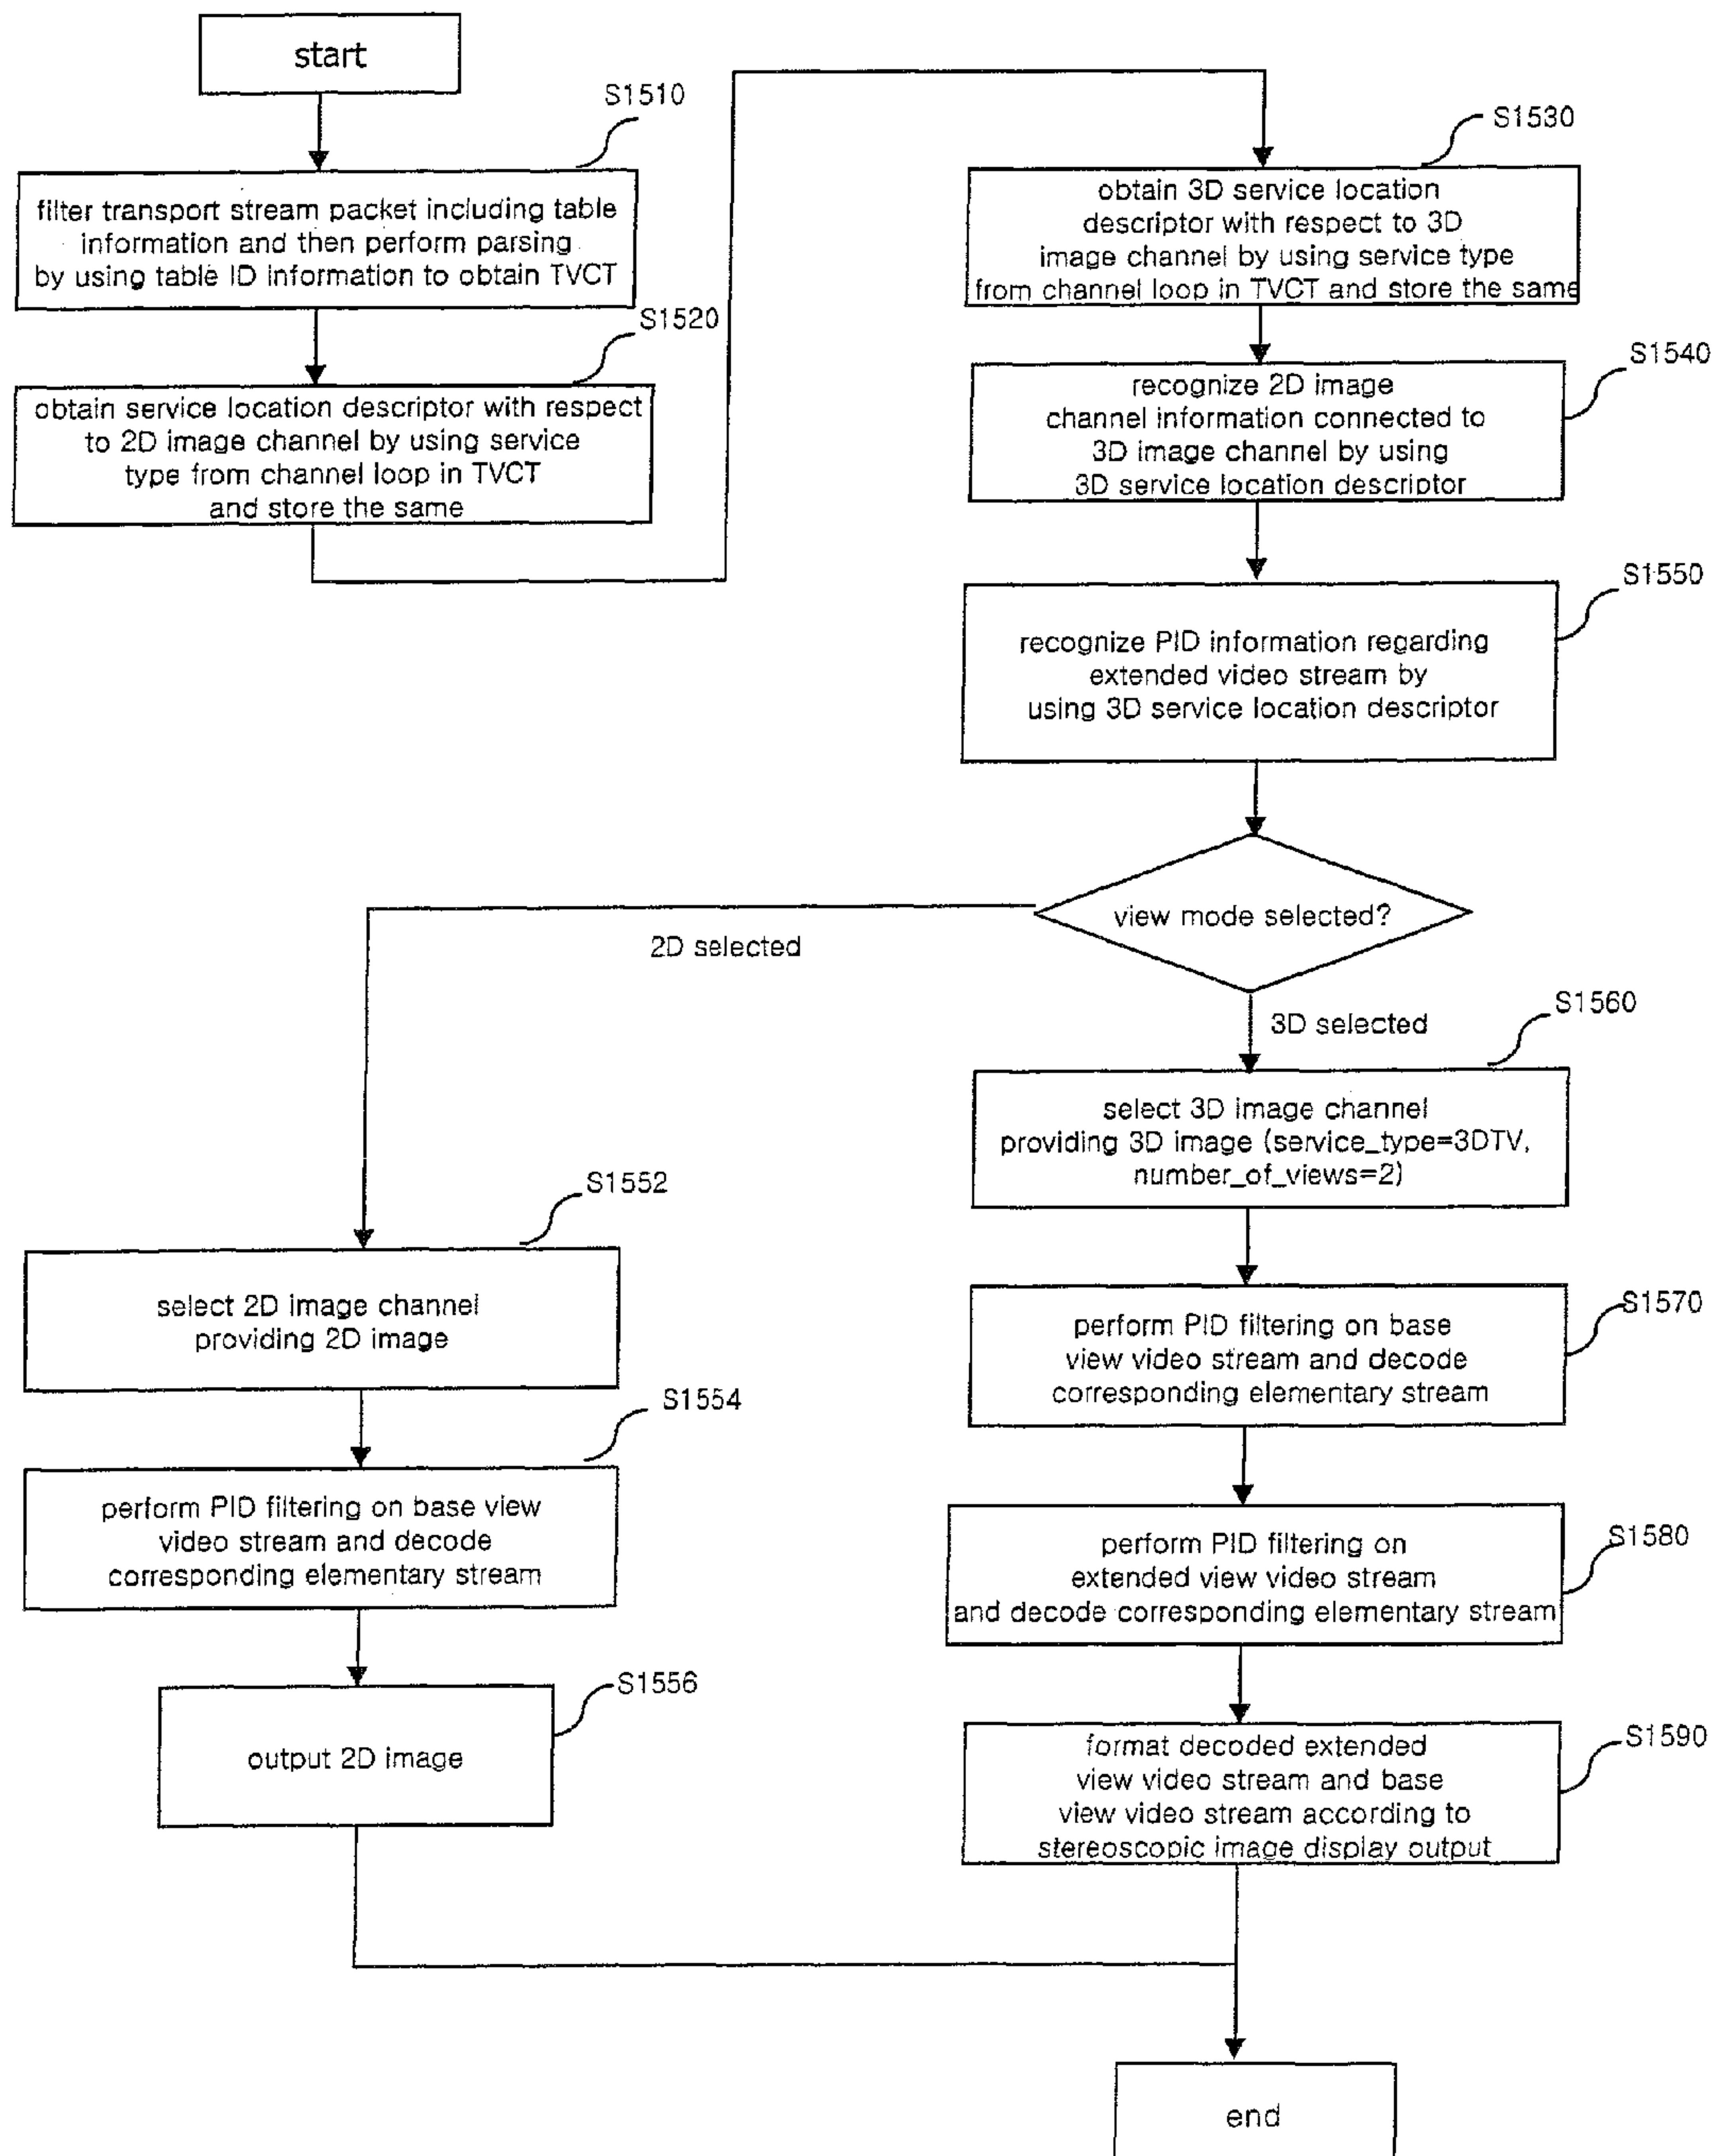 start
S1510
filter transport stream packet including table
information and then perform parsing
by using table ID information to obtain TVCT
S1520
obtain service location descriptor with respect
to 2D image channel by using service
type from channel loop in TVCT
and store the same
S1530
obtain 3D service location
descriptor with respect to 3D
image channel by using service type
from channel loop in TVCT and store the same
S1540
recognize 2D image
channel information connected to
3D image channel by using
3D service location descriptor
S1550
recognize PID information regarding
extended video stream by
using 3D service location descriptor
view mode selected?
2D selected
3D selected
S1552
select 2D image channel
providing 2D image
S1554
perform PID filtering on base view
video stream and decode
corresponding elementary stream
S1556
output 2D image
S1560
select 3D image channel
providing 3D image (service_type=3DTV,
number_of_views=2)
S1570
perform PID filtering on base
view video stream and decode
corresponding elementary stream
S1580
perform PID filtering on
extended view video stream
and decode corresponding elementary stream
S1590
format decoded extended
view video stream and base
view video stream according to
stereoscopic image display output
end